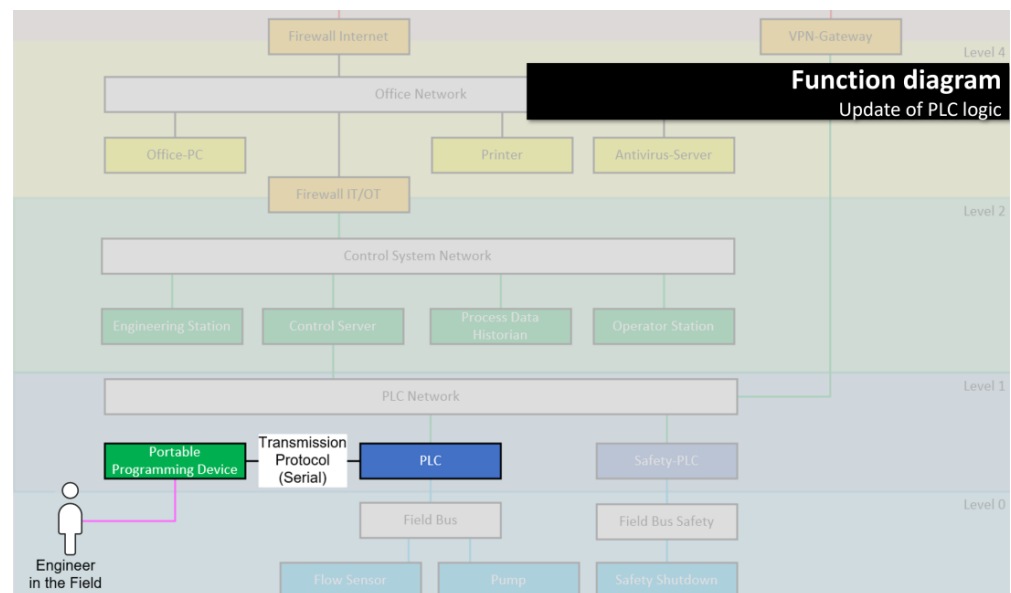 Firewall Internet
VPN-Gateway
Level 4
Function diagram
Update of PLC logic
Office Network
Office-PC
Printer
Antivirus-Server
Firewall IT/OT
Level 2
Control System Network
Engineering Station
Control Server
Process Data
Historian
Operator Station
Level 1
PLC Network
Portable
Programming Device
Transmission
Protocol
(Serial)
PLC
Safety-PLC
Level 0
Field Bus
Field Bus Safety
Engineer
in the Field
Flow Sensor
Pump
Safety Shutdown